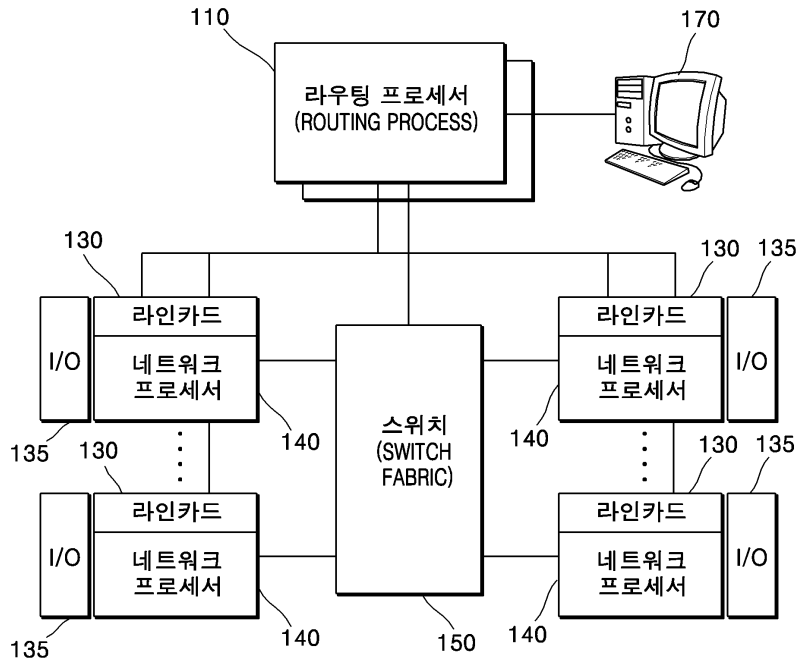 110
170
라우팅 프로세서
(ROUTING PROCESS)
130
130
135
I/O
라인카드
네트워크
프로세서
라인카드
네트워크
프로세서
I/O
스위치
(SWITCH
FABRIC)
135
130
140
140
130
135
I/O
라인카드
네트워크
프로세서
라인카드
네트워크
프로세서
I/O
135
140
150
140